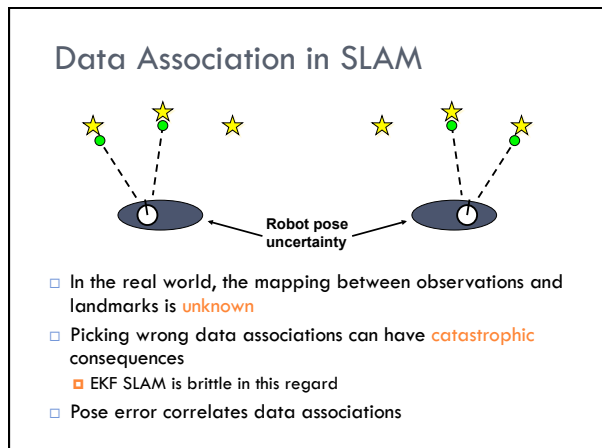 Data Association in SLAM
Robot pose
uncertainty
In the real world, the mapping between observations and
landmarks is unknown
Picking wrong data associations can have catastrophic
consequences
EKF SLAM is brittle in this regard
Pose error correlates data associations